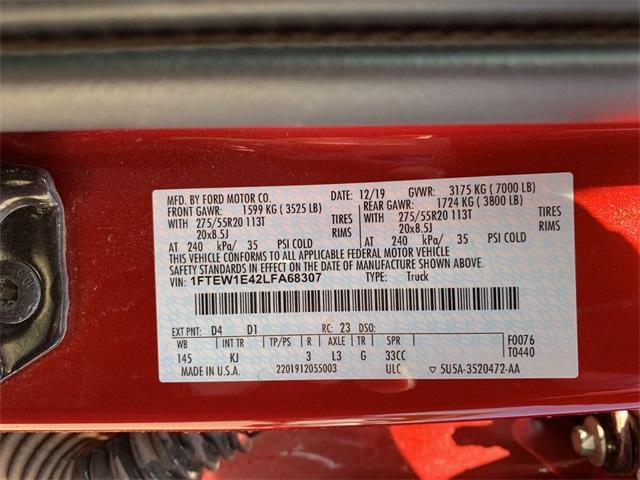 MFD. BY FORD MOTOR CO. DATE: 12/19 GVWR: 3175 KG ( 7000 LB)
FRONT GAWR: 1599 KG ( 3525 LB) REAR GAWR: 1724 KG ( 3800 LB)
WITH 275/55R20 113T TIRES WITH 275/55R20 113T TIRES
20x8.5J RIMS 20x8.5J RIMS
AT 240 kPa/ 35 PSI COLD AT 240 kPa/ 35 PSI COLD
THIS VEHICLE CONFORMS TO ALL APPLICABLE FEDERAL MOTOR VEHICLE
SAFETY STANDARDS IN EFFECT ON THE DATE OF MANUFACTURE SHOWN ABOVE.
VIN: 1FTEW1E42LFA68307 TYPE: Truck
EXT PNT: D4 D1 RC: 23 DSO:
WB INT TR TP/PS R AXLE TR SPR F0076
145 KJ 3 L3 G 33CC T0440
MADE IN U.S.A. 2201912055003 ULC ▽ 5U5A-3520472-AA